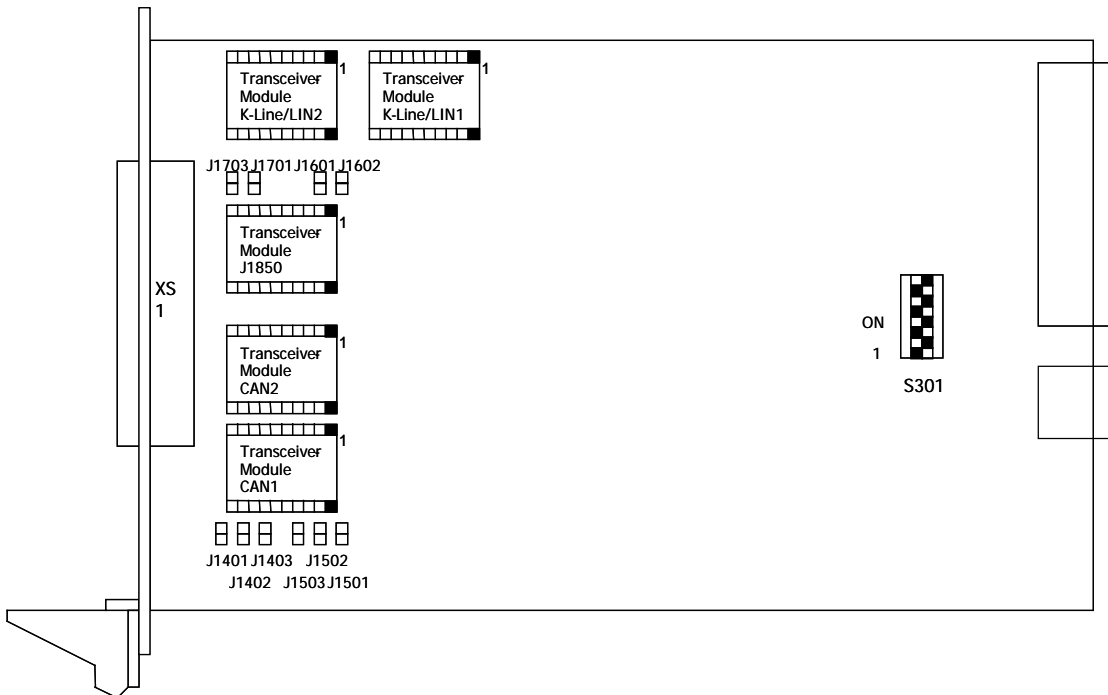 1
1
Transceiver
Module
K-Line/LIN2
Transceiver
Module
K-Line/LIN1
J1703 J1701 J1601 J1602
1
Transceiver
Module
J1850
XS
1
ON
1
S301
1
Transceiver
Module
CAN2
1
Transceiver
Module
CAN1
J1401 J1403 J1502
J1402 J1503 J1501